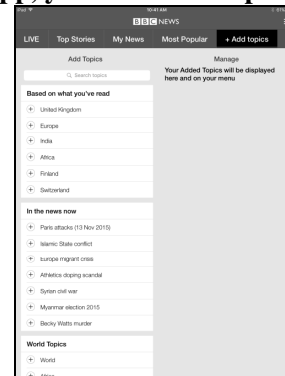 iPad
10:41 AM
81%
BBC NEWS
LIVE Top Stories My News Most Popular + Add topics
Add Topics
Search topics
Manage
Your Added Topics will be displayed
here and on your menu
Based on what you've read
United Kingdom
Europe
India
Africa
Finland
Switzerland
In the news now
Paris attacks (13 Nov 2015)
Islamic State conflict
Europe migrant crisis
Athletics doping scandal
Syrian civil war
Myanmar election 2015
Becky Watts murder
World Topics
World
Africa